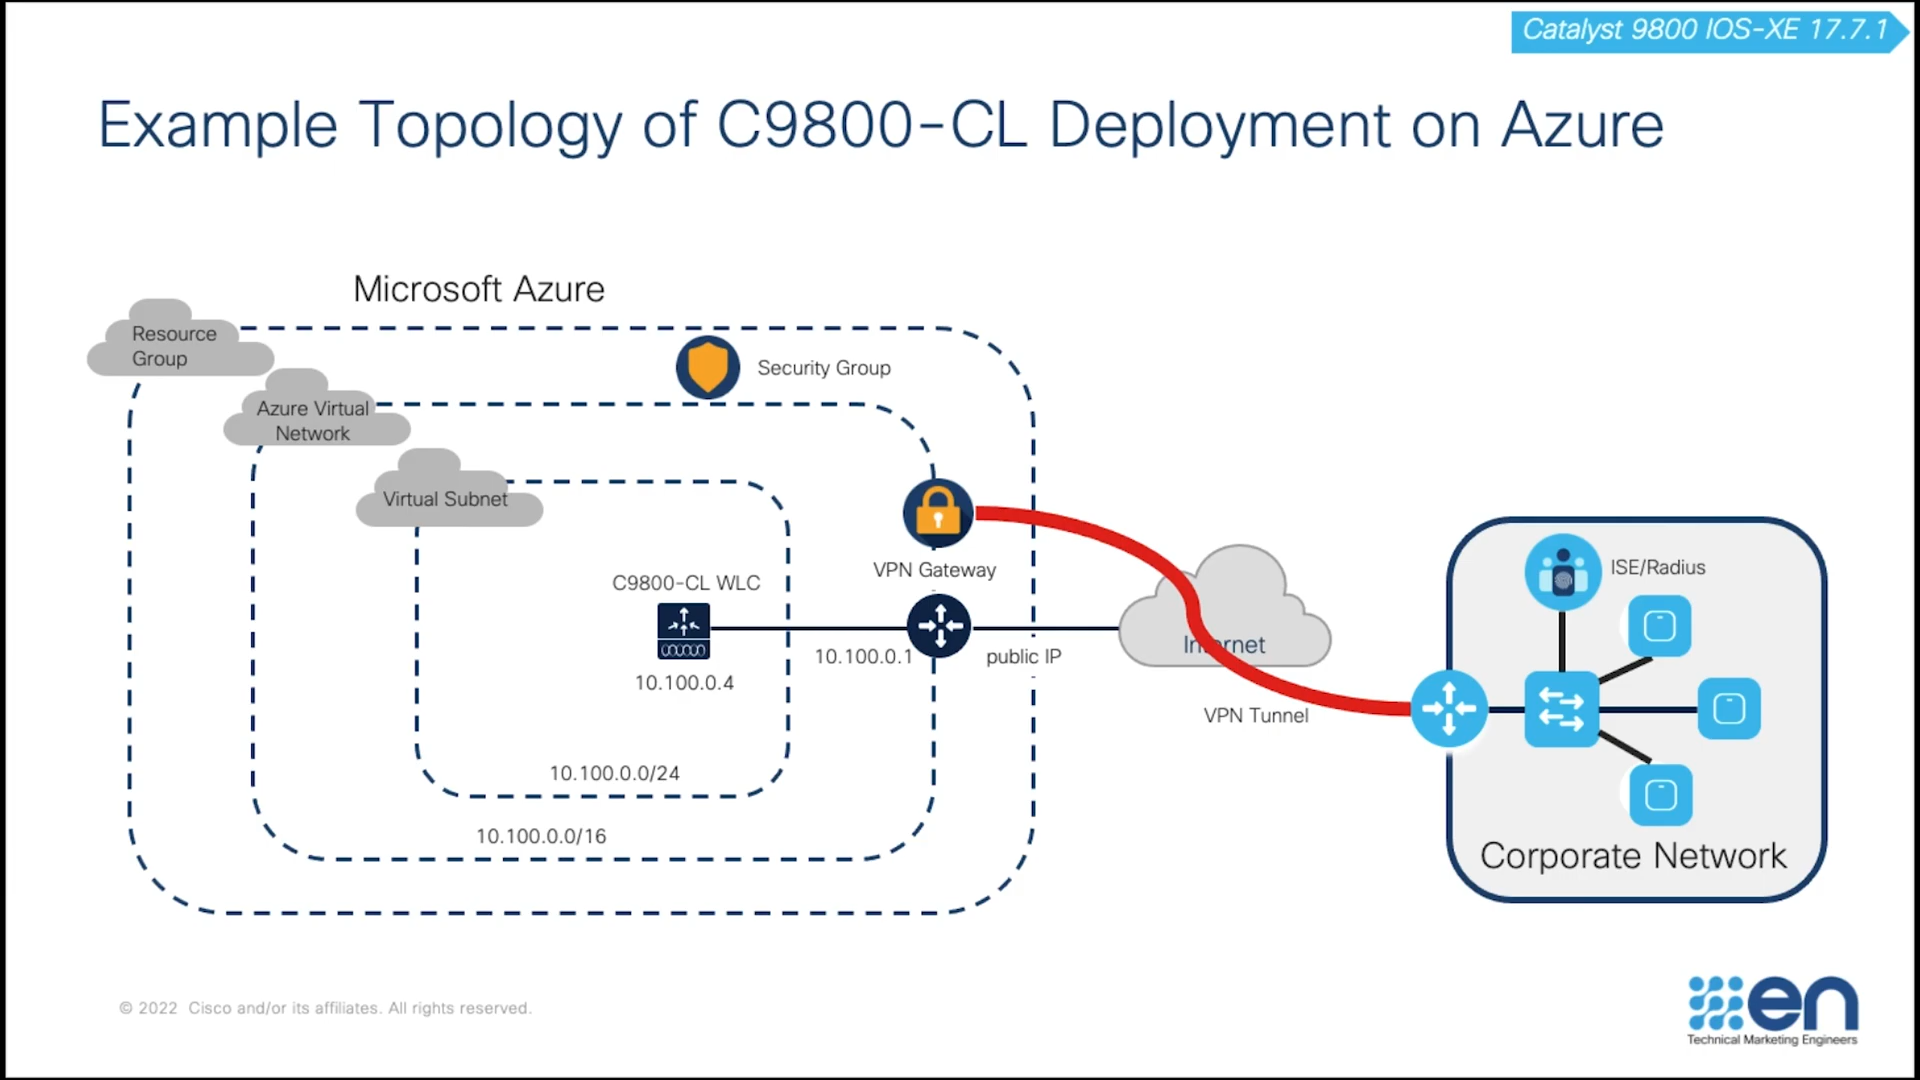 Catalyst 9800 IOS-XE 17.7.1
Example Topology of C9800-CL Deployment on Azure
Microsoft Azure
Resource
Group
Security Group
Azure Virtual
Network
Virtual Subnet
VPN Gateway
C9800-CL WLC
10.100.0.1
public IP
10.100.0.4
Internet
VPN Tunnel
10.100.0.0/24
10.100.0.0/16
ISE/Radius
Corporate Network
© 2022 Cisco and/or its affiliates. All rights reserved.
en
Technical Marketing Engineers